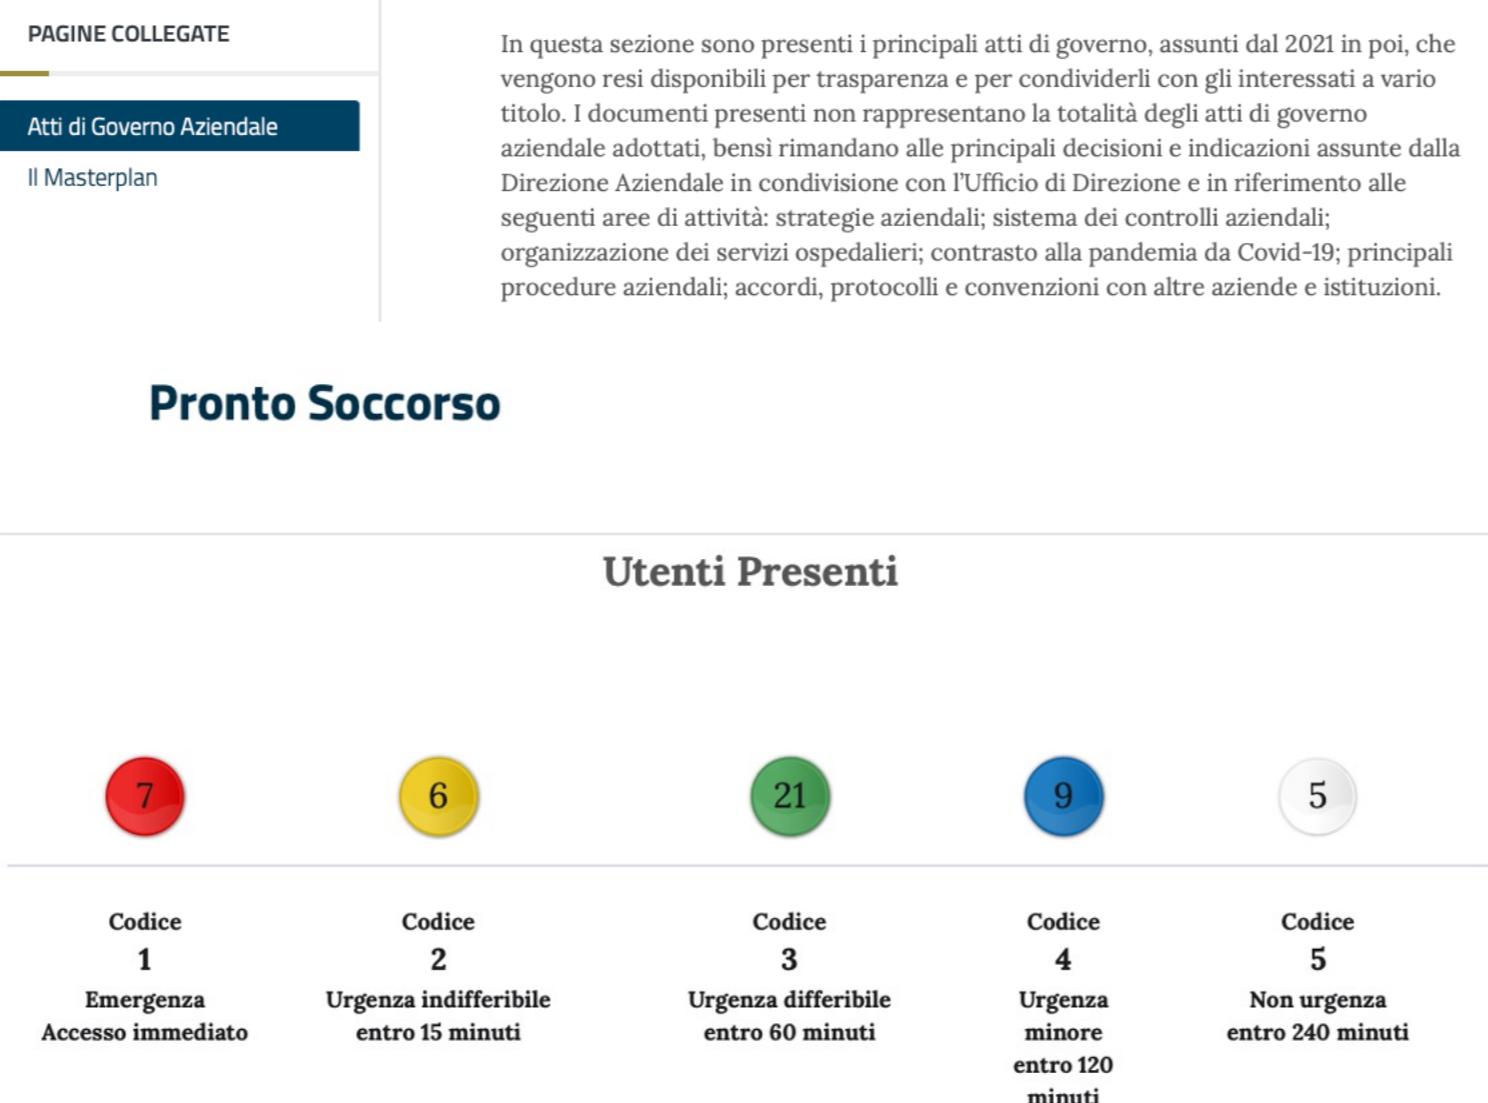 PAGINE COLLEGATE
Atti di Governo Aziendale
Il Masterplan
In questa sezione sono presenti i principali atti di governo, assunti dal 2021 in poi, che
vengono resi disponibili per trasparenza e per condividerli con gli interessati a vario
titolo. I documenti presenti non rappresentano la totalità degli atti di governo
aziendale adottati, bensì rimandano alle principali decisioni e indicazioni assunte dalla
Direzione Aziendale in condivisione con l'Ufficio di Direzione e in riferimento alle
seguenti aree di attività: strategie aziendali; sistema dei controlli aziendali;
organizzazione dei servizi ospedalieri; contrasto alla pandemia da Covid-19; principali
procedure aziendali; accordi, protocolli e convenzioni con altre aziende e istituzioni.
Pronto Soccorso
Utenti Presenti
7
6
21
9
5
Codice
1
Emergenza
Accesso immediato
Codice
2
Urgenza indifferibile
entro 15 minuti
Codice
3
Urgenza differibile
entro 60 minuti
Codice
4
Urgenza
minore
entro 120
minuti
Codice
5
Non urgenza
entro 240 minuti